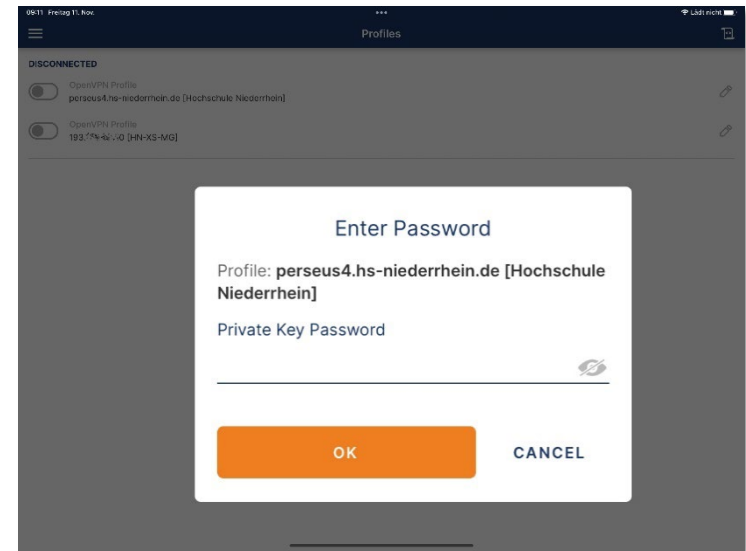 09:11 Freitag 11. Nov.
Lädt nicht
Profiles
DISCONNECTED
OpenVPN Profile
perseus4.hs-niederrhein.de [Hochschule Niederrhein]
OpenVPN Profile
[HN-XS-MG]
Enter Password
Profile: perseus4.hs-niederrhein.de [Hochschule
Niederrhein]
Private Key Password
OK
CANCEL